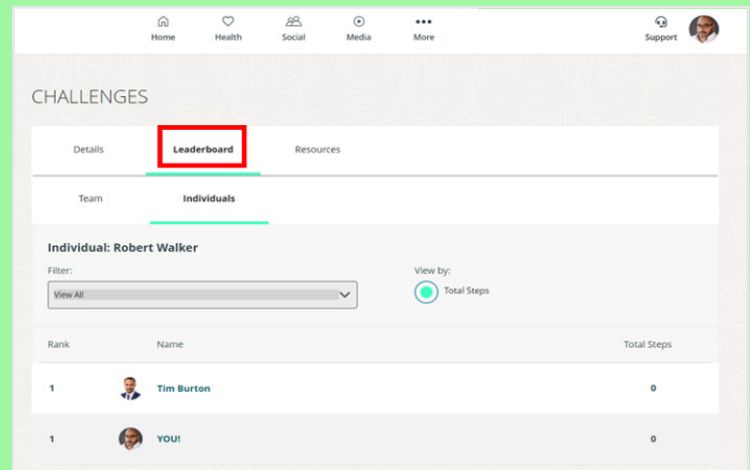 Home Health Social Media More Support
CHALLENGES
Details Leaderboard Resources
Team Individuals
Individual: Robert Walker
Filter: View by:
View All Total Steps
Rank Name Total Steps
1 Tim Burton 0
1 YOU! 0